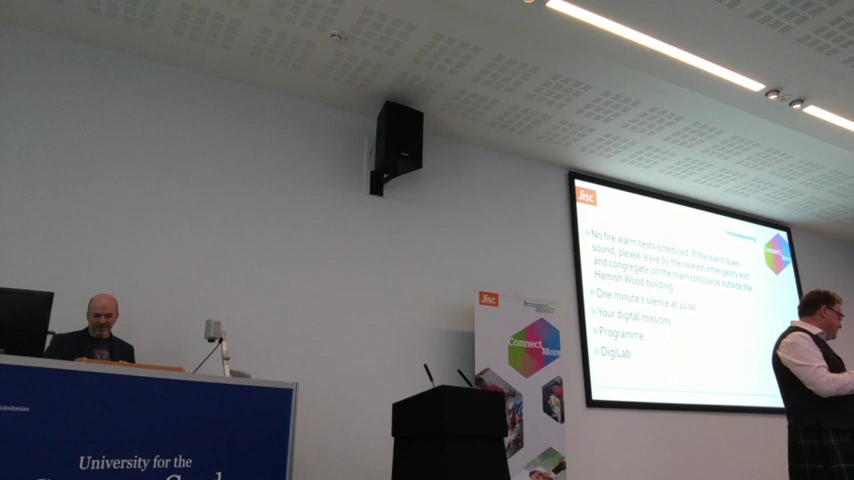 Jisc
» No fire alarm tests scheduled. If the alarm does
sound, please leave by the nearest emergency exit
and congregate on the main concourse outside the
Hamish Wood building
» One minute's silence at 11.00
» Your digital missions
» Programme
» DigiLab
Connect More
Jisc
Connect More
University for the